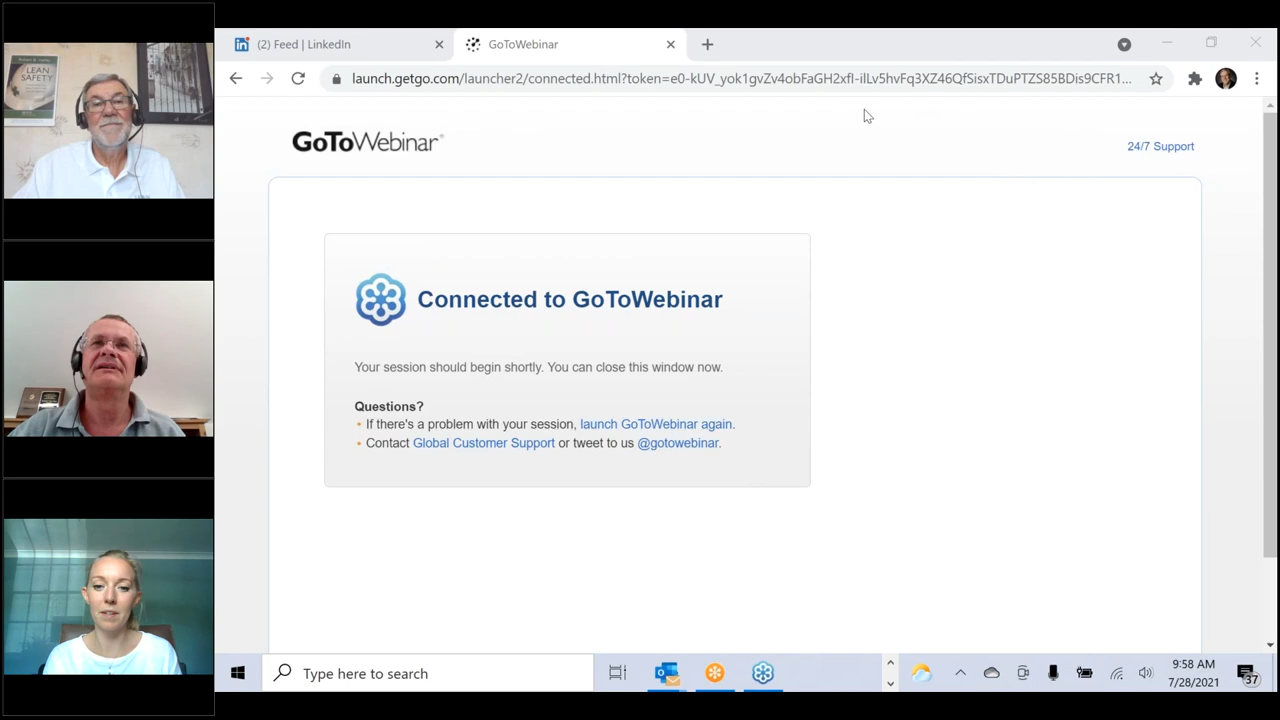 LEAN
SAFETY
(2) Feed | LinkedIn
GoToWebinar
launch.getgo.com/launcher2/connected.html?token=e0-kUV_yok1gvZv4obFaGH2xfI-iILv5hvFq3XZ46QfSisxTDuPTZS85BDis9CFR1...
GoToWebinar
24/7 Support
Connected to GoToWebinar
Your session should begin shortly. You can close this window now.
Questions?
• If there's a problem with your session, launch GoToWebinar again.
• Contact Global Customer Support or tweet to us @gotowebinar.
Type here to search
9:58 AM
7/28/2021
37